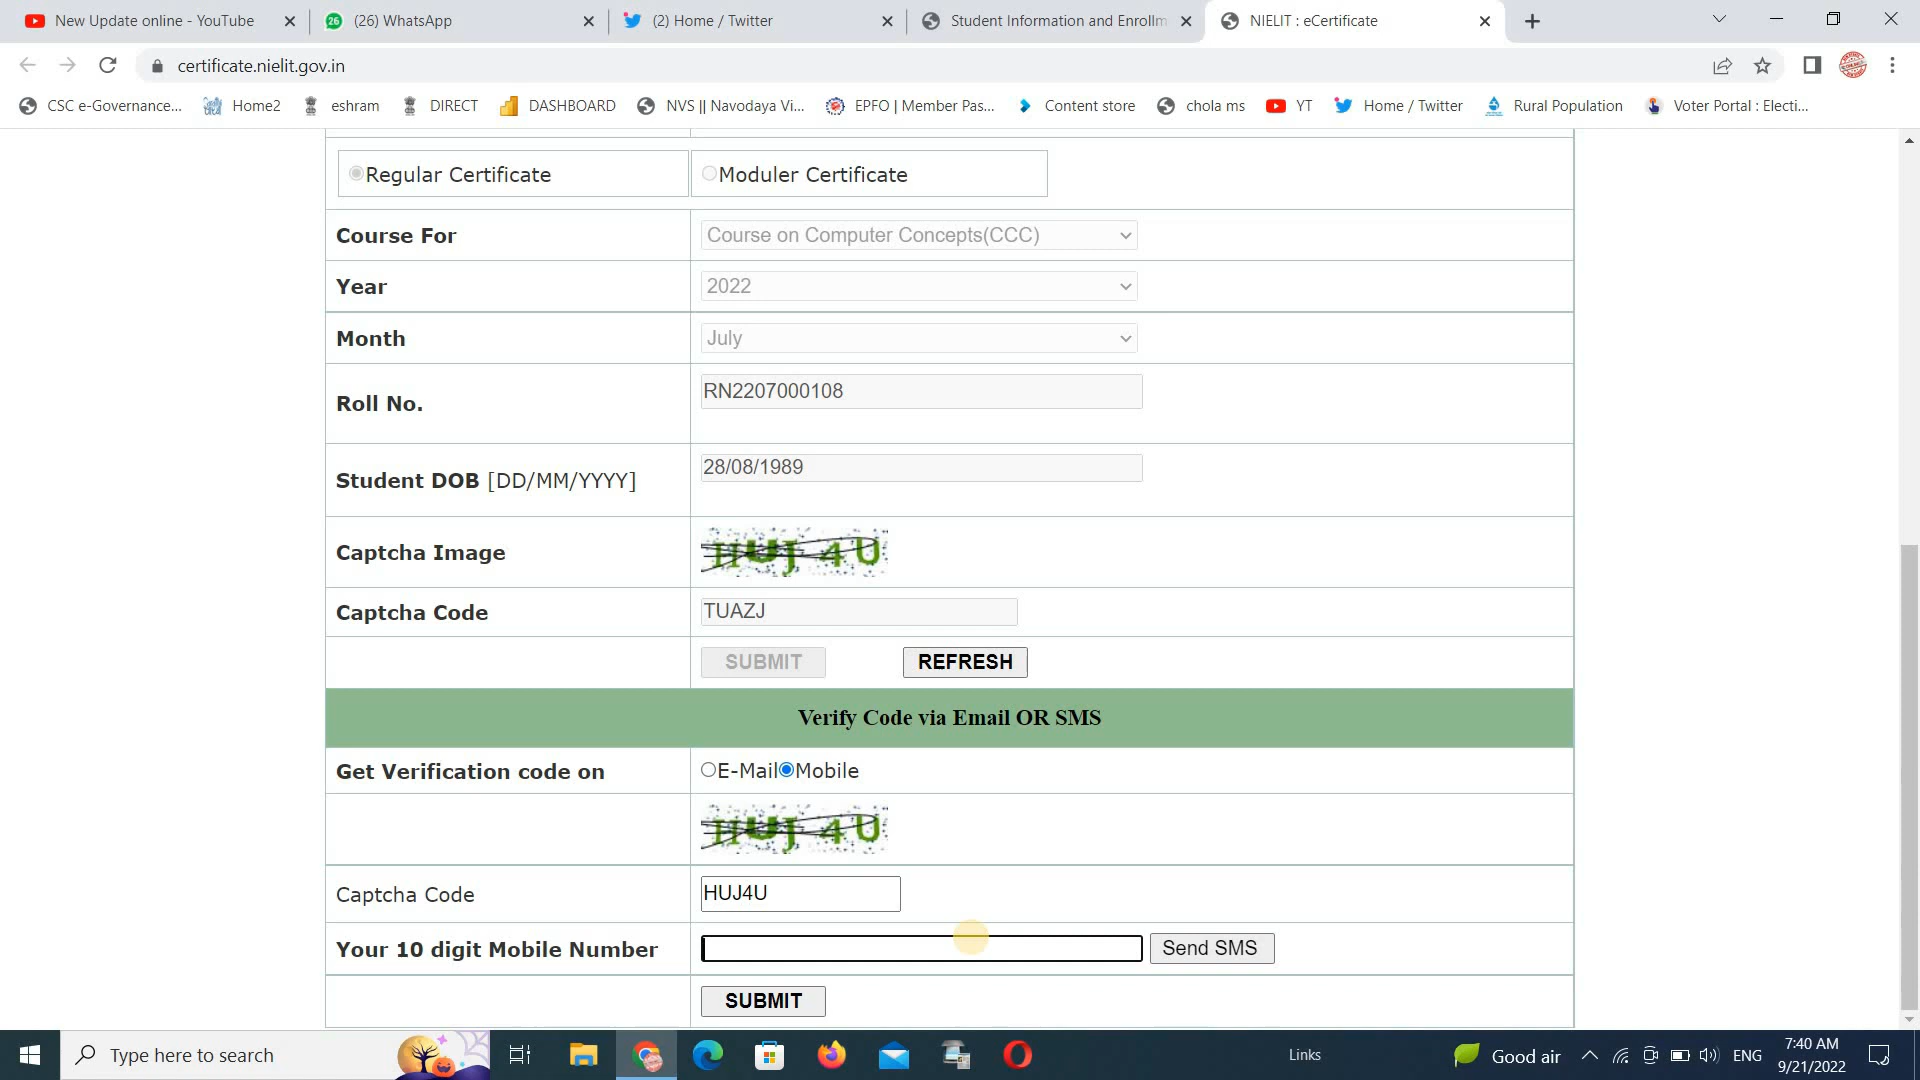 New Update online - YouTube
(26) WhatsApp
(2) Home / Twitter
Student Information and Enrollm
NIELIT : eCertificate
certificate.nielit.gov.in
CSC e-Governance...
Home2
eshram
DIRECT
DASHBOARD
NVS || Navodaya Vi...
EPFO | Member Pas...
Content store
chola ms
YT
Home / Twitter
Rural Population
Voter Portal : Electi...
Regular Certificate
Moduler Certificate
Course For
Course on Computer Concepts(CCC)
Year
2022
Month
July
Roll No.
RN2207000108
Student DOB [DD/MM/YYYY]
28/08/1989
Captcha Image
HUJ 4U
Captcha Code
TUAZJ
SUBMIT
REFRESH
Verify Code via Email OR SMS
Get Verification code on
E-Mail
Mobile
HUJ 4U
Captcha Code
HUJ4U
Your 10 digit Mobile Number
Send SMS
SUBMIT
Type here to search
Links
Good air
ENG
7:40 AM
9/21/2022